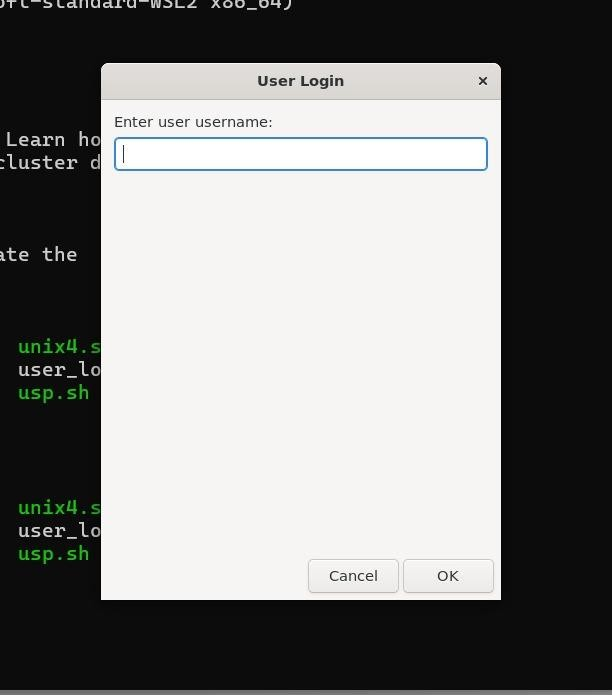 oft-standard-WSL2 x86_64)
User Login ×
Enter user username:
Learn ho
cluster d
ate the
unix4.s
user_lo
usp.sh
unix4.s
user_lo
usp.sh
Cancel OK